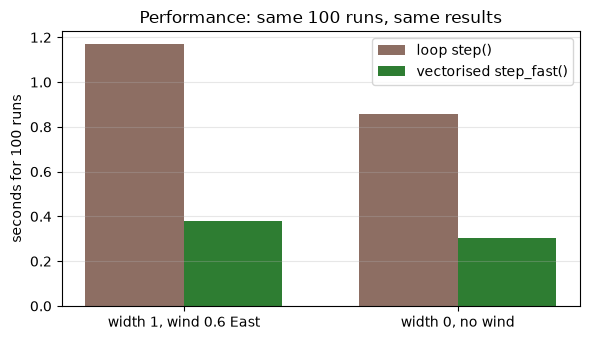 Performance: same 100 runs, same results
loop step()
vectorised step_fast()
seconds for 100 runs
1.2
1.0
0.8
0.6
0.4
0.2
0.0
width 1, wind 0.6 East
width 0, no wind